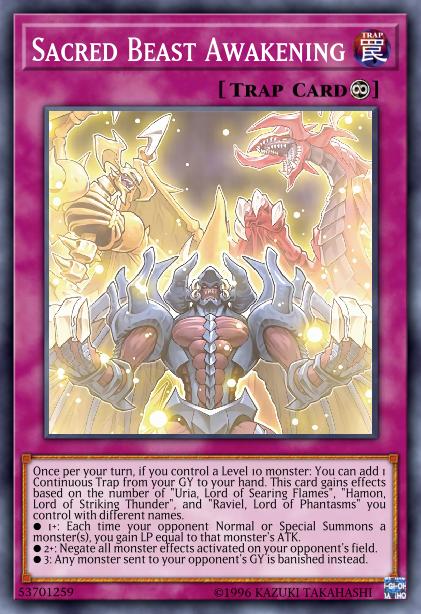 SACRED BEAST AWAKENING
TRAP
罠
[TRAP CARD]
Once per your turn, if you control a Level 10 monster: You can add 1
Continuous Trap from your GY to your hand. This card gains effects
based on the number of "Uria, Lord of Searing Flames", "Hamon,
Lord of Striking Thunder", and "Raviel, Lord of Phantasms" you
control with different names.
● 1+: Each time your opponent Normal or Special Summons a
monster(s), you gain LP equal to that monster's ATK.
● 2+: Negate all monster effects activated on your opponent's field.
● 3: Any monster sent to your opponent's GY is banished instead.
53701259
©1996 KAZUKI TAKAHASHI